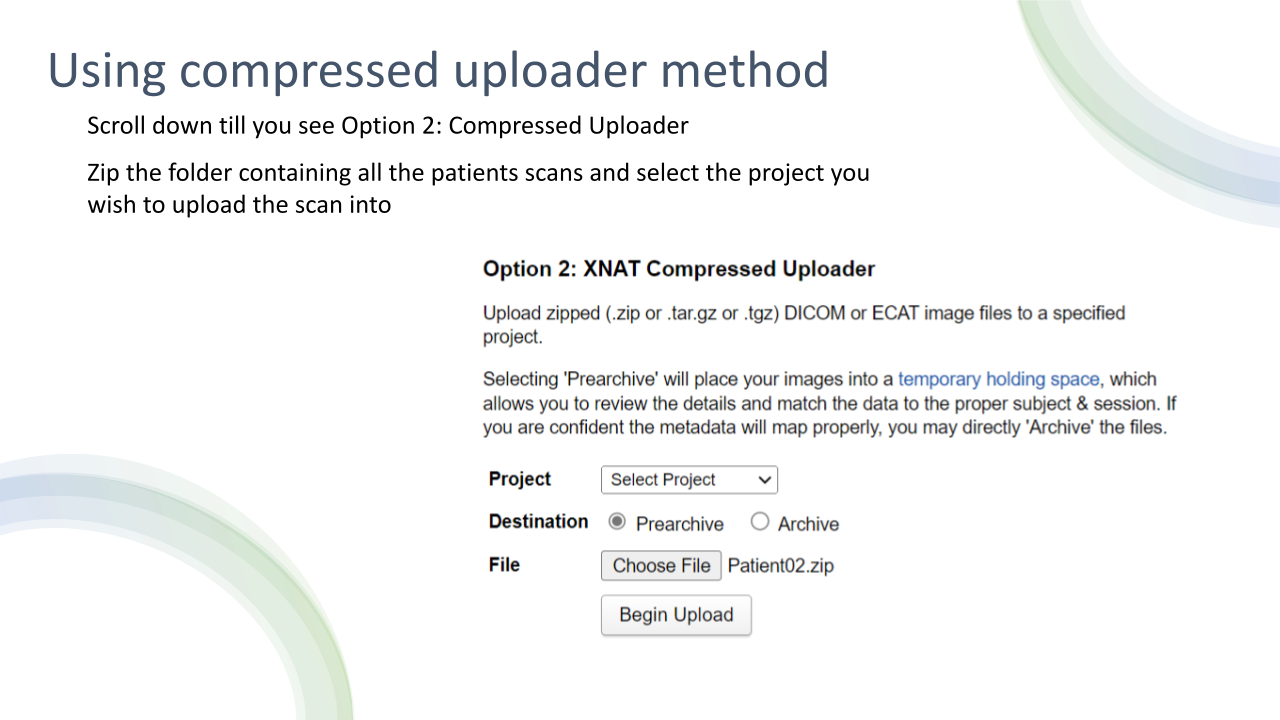 Using compressed uploader method
Scroll down till you see Option 2: Compressed Uploader
Zip the folder containing all the patients scans and select the project you
wish to upload the scan into
Option 2: XNAT Compressed Uploader
Upload zipped (.zip or .tar.gz or .tgz) DICOM or ECAT image files to a specified
project.
Selecting 'Prearchive' will place your images into a temporary holding space, which
allows you to review the details and match the data to the proper subject & session. If
you are confident the metadata will map properly, you may directly 'Archive' the files.
Project Select Project
Destination Prearchive Archive
File Choose File Patient02.zip
Begin Upload